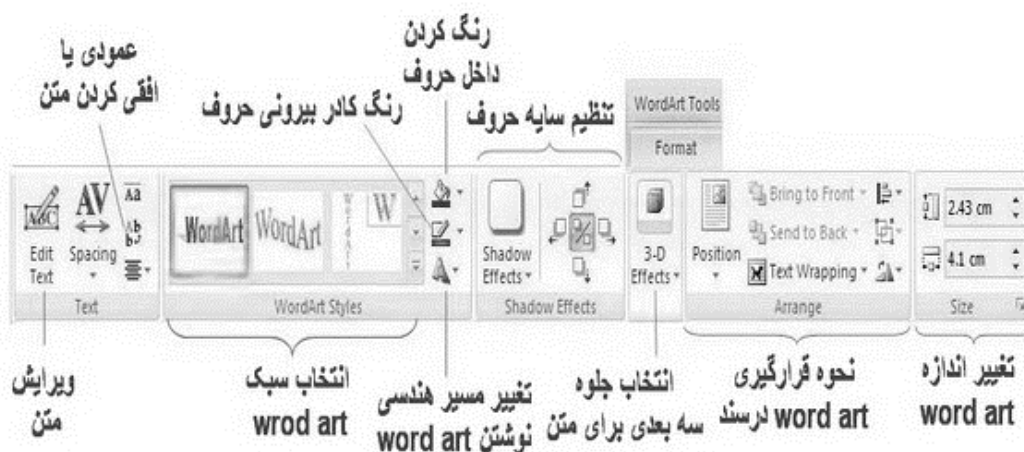 رنگ کردن
داخل حروف
عمودی یا
افقی کردن متن
رنگ کادر بیرونی حروف
تنظیم سایه حروف
WordArt Tools
Format
Edit
Text
AV
Spacing
Aa
Text
WordArt
WordArt
WordArt
W
WordArt Styles
Shadow
Effects
Shadow Effects
3-D
Effects
Position
Bring to Front
Send to Back
Text Wrapping
Arrange
2.43 cm
4.1 cm
Size
ویرایش
متن
انتخاب سبک
wrod art
تغییر مسیر هندسی
نوشتن word art
انتخاب جلوه
سه بعدی برای متن
نحوه قرارگیری
word art درسند
تغییر اندازه
word art